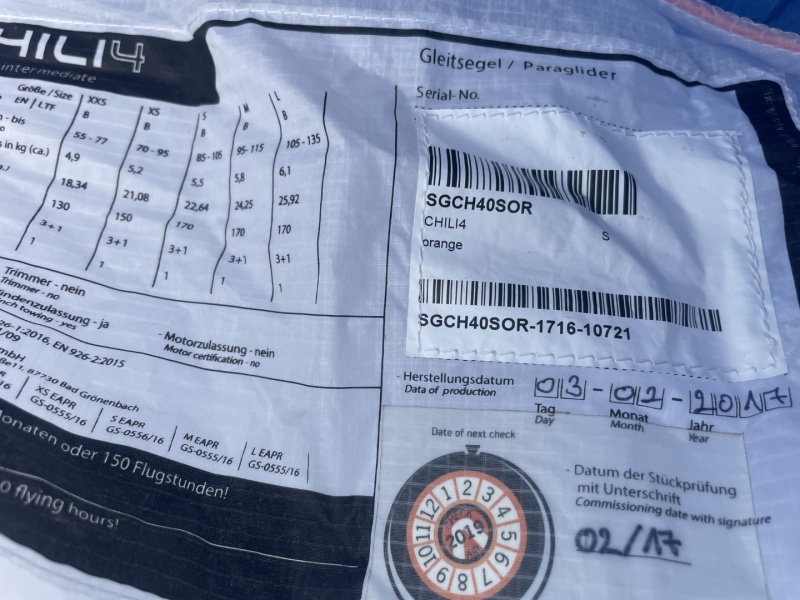 HILI4
intermediate
Größe / Size XXS XS S M L
EN / LTF B B B B B
- bis 55 - 77 70 - 95 85 - 105 95 - 115 105 - 135
s in kg (ca.) 4,9 5,2 5,5 5,8 6,1
18,34 21,08 22,64 24,25 25,92
130 150 170 170 170
3+1 3+1 3+1 3+1 3+1
1 1 1 1 1
Trimmer - nein
Trimmer - no
indenzulassung - ja
nch towing - yes
- Motorzulassung - nein
Motor certification - no
926-1:2016, EN 926-2:2015
1/09
mbH
ße11, 87730 Bad Grönenbach
XS EAPR S EAPR M EAPR L EAPR
GS-0555/16 GS-0556/16 GS-0555/16 GS-0555/16
Monaten oder 150 Flugstunden!
0 flying hours!
Gleitsegel / Paraglider
Serial-No.
SGCH40SOR
CHILI4 S
orange
SGCH40SOR-1716-10721
- Herstellungsdatum
Data of production
03-02-2017
Tag Monat Jahr
Day Month Year
Date of next check
1 2 3 4 5 6 7 8 9 10 11 12
2019
- Datum der Stückprüfung
mit Unterschrift
Commissioning date with signature
02/17